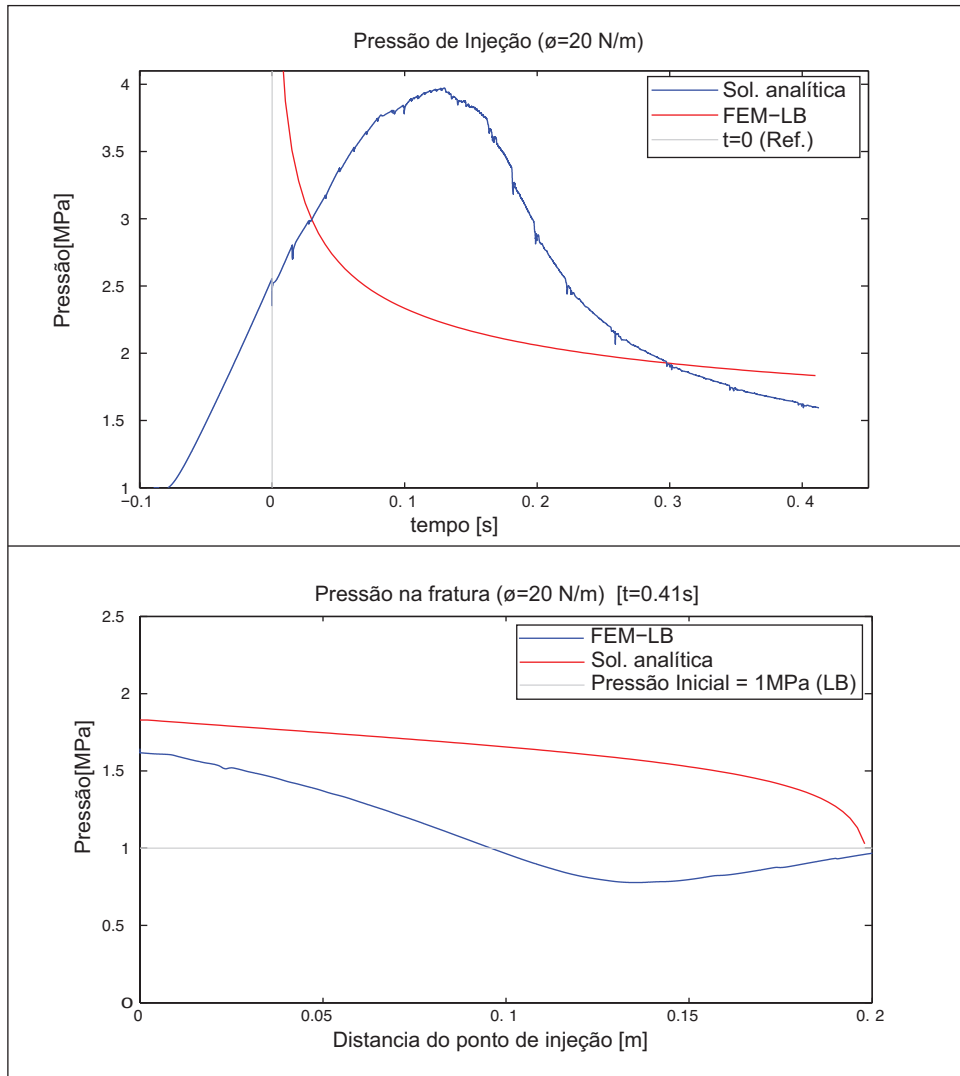 Pressão de Injeção (ø=20 N/m)
Sol. analítica
FEM−LB
t=0 (Ref.)
Pressão[MPa]
4
3.5
3
2.5
2
1.5
1
−0.1
0
0. 1
0. 2
0. 3
0. 4
tempo [s]
Pressão na fratura (ø=20 N/m) [t=0.41s]
FEM−LB
Sol. analítica
Pressão Inicial = 1MPa (LB)
Pressão[MPa]
2.5
2
1.5
1
0.5
0
0
0.05
0. 1
0.15
0. 2
Distancia do ponto de injeção [m]